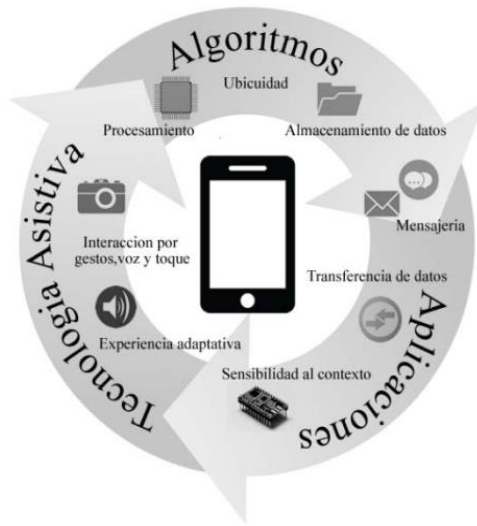 Algoritmos
Ubicuidad
Procesamiento
Almacenamiento de datos
Mensajeria
Transferencia de datos
Aplicaciones
Sensibilidad al contexto
Tecnologia Asistiva
Interaccion por
gestos,voz y toque
Experiencia adaptativa